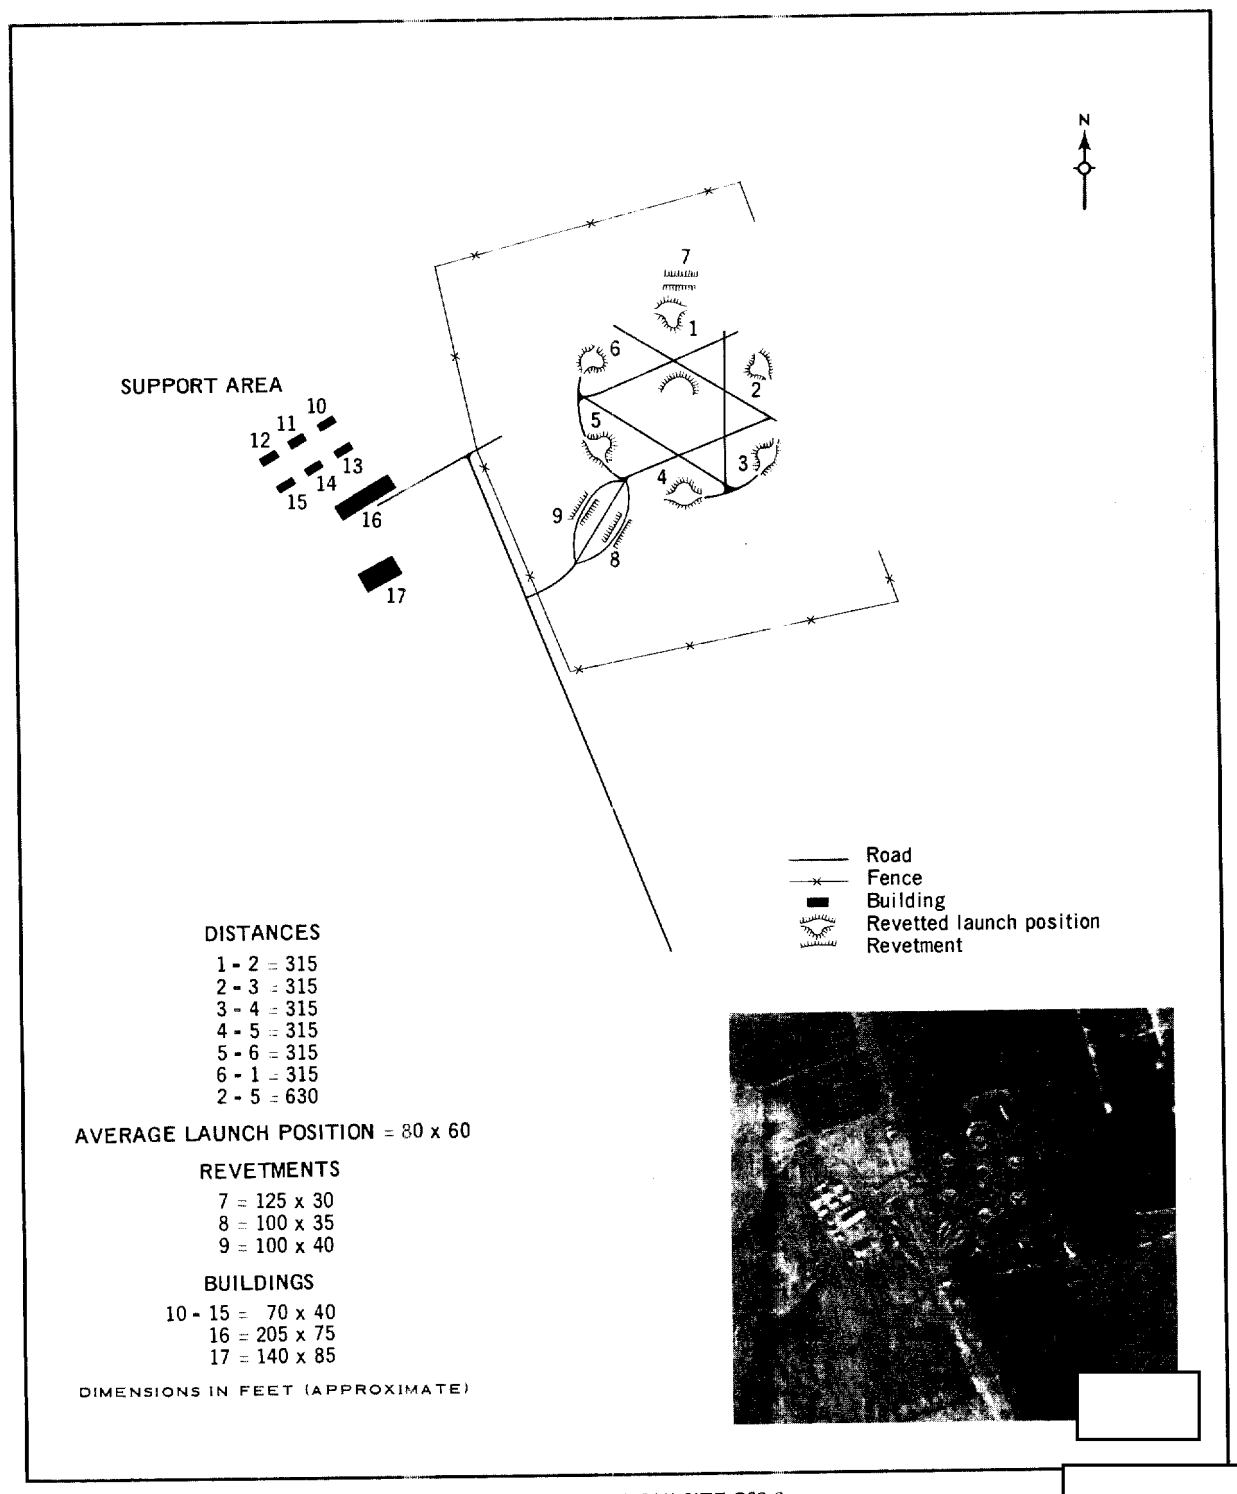 N
7
1
6
2
SUPPORT AREA
10
11
12
5
13
14
15
16
4
3
9
8
17
Road
Fence
Building
Revetted launch position
Revetment
DISTANCES
1 - 2 = 315
2 - 3 = 315
3 - 4 = 315
4 - 5 = 315
5 - 6 = 315
6 - 1 = 315
2 - 5 = 630
AVERAGE LAUNCH POSITION = 80 x 60
REVETMENTS
7 = 125 x 30
8 = 100 x 35
9 = 100 x 40
BUILDINGS
10 - 15 = 70 x 40
16 = 205 x 75
17 = 140 x 85
DIMENSIONS IN FEET (APPROXIMATE)